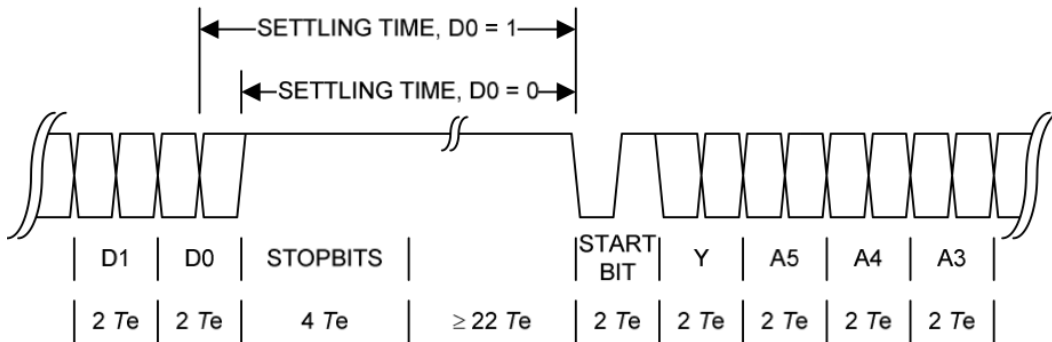 SETTLING TIME, D0 = 1
SETTLING TIME, D0 = 0
D1 D0 STOPBITS START BIT Y A5 A4 A3
2 Te 2 Te 4 Te ≥ 22 Te 2 Te 2 Te 2 Te 2 Te 2 Te